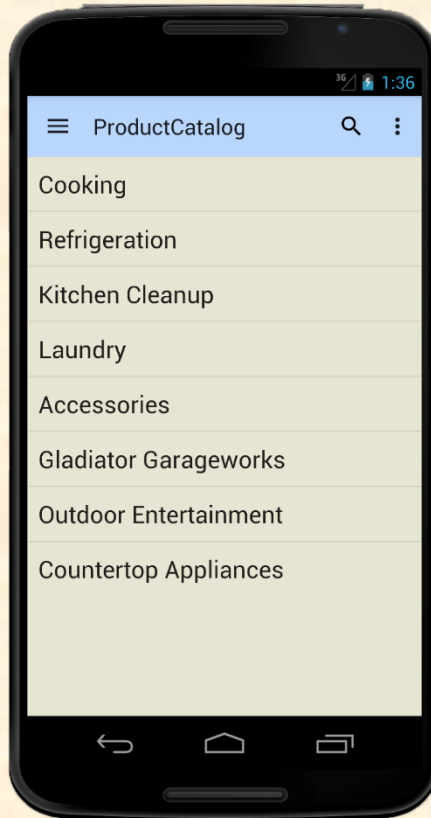 3G 1:36
ProductCatalog
Cooking
Refrigeration
Kitchen Cleanup
Laundry
Accessories
Gladiator Garageworks
Outdoor Entertainment
Countertop Appliances